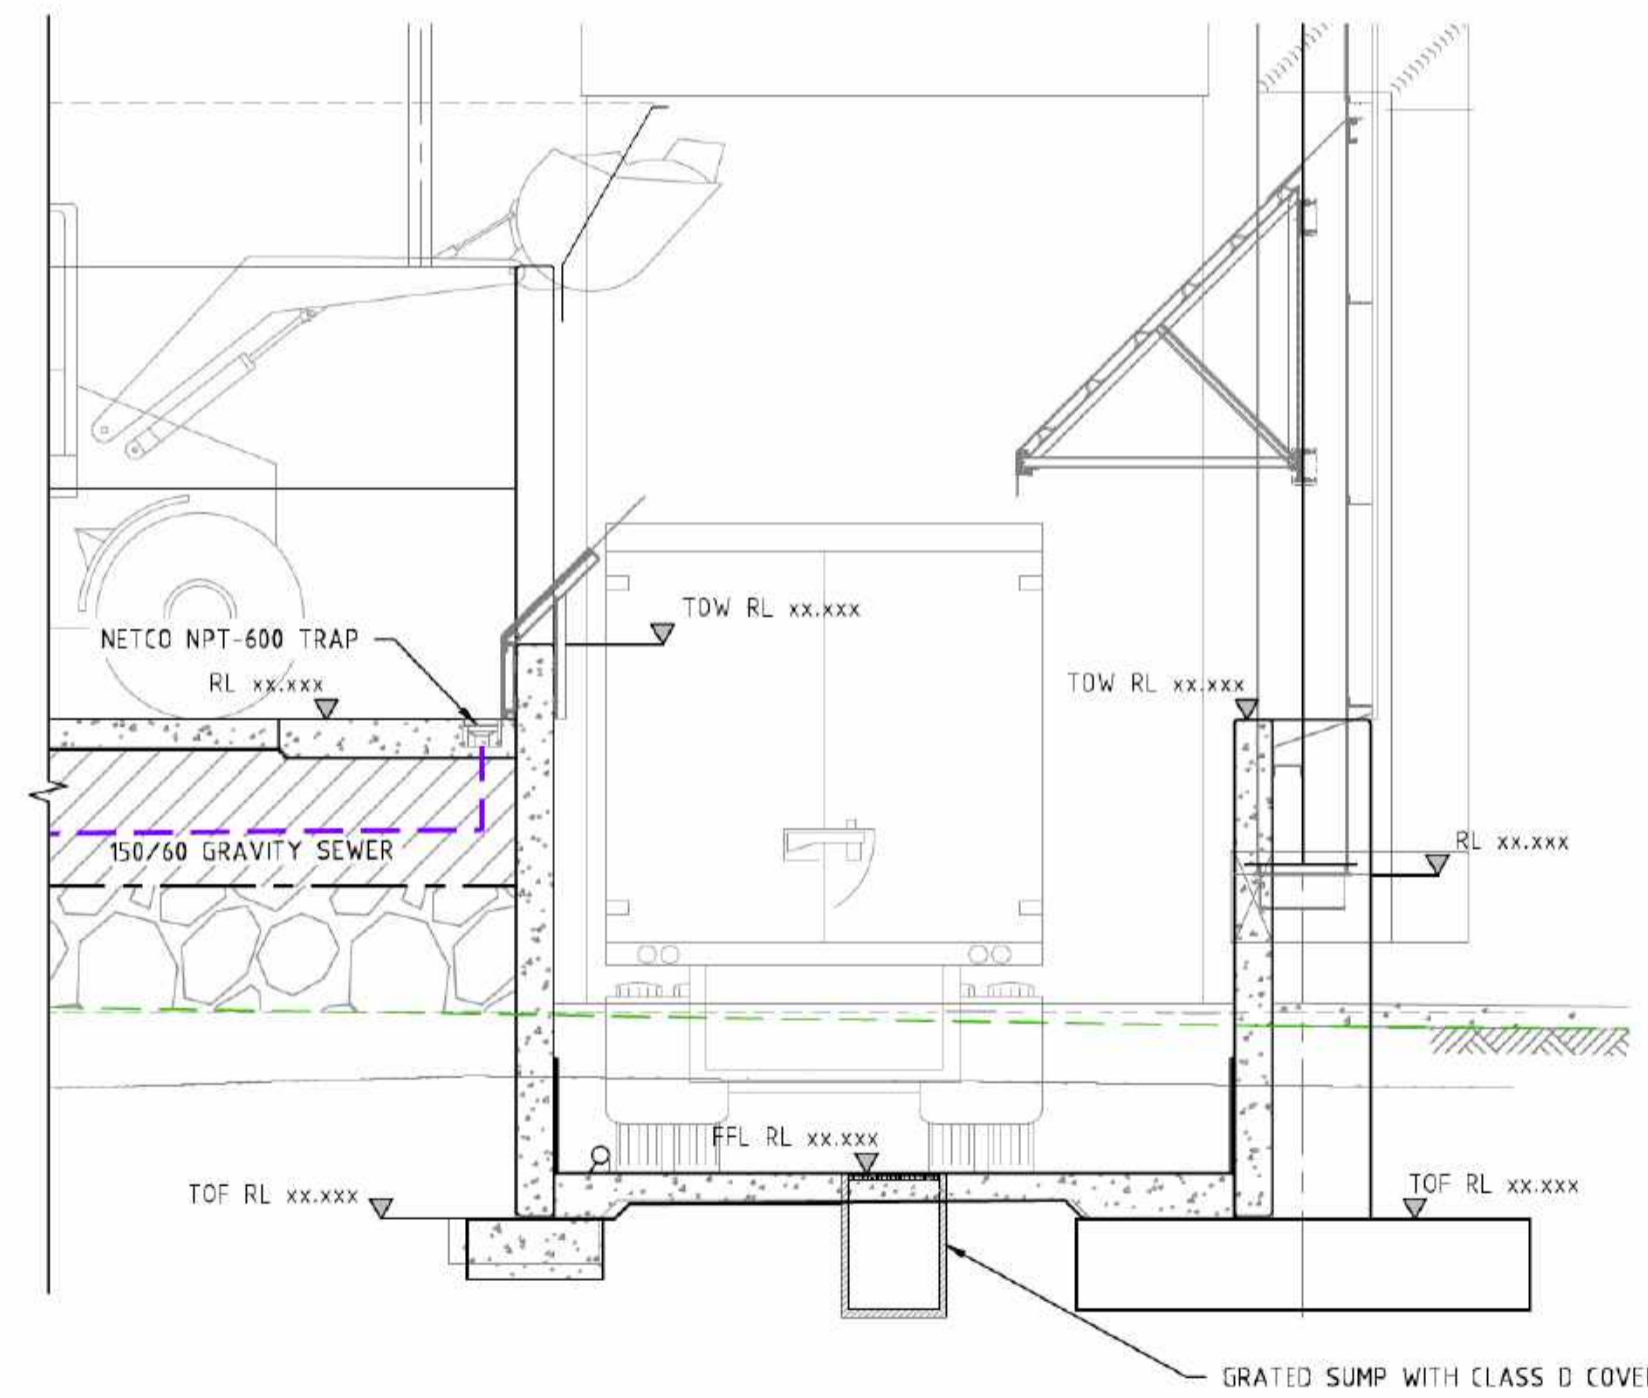 TOW RL xx.xxx
NETCO NPT-600 TRAP
RL xx.xxx
TOW RL xx.xxx
150/60 GRAVITY SEWER
RL xx.xxx
FFL RL xx.xxx
TOF RL xx.xxx
TOF RL xx.xxx
GRATED SUMP WITH CLASS D COVE